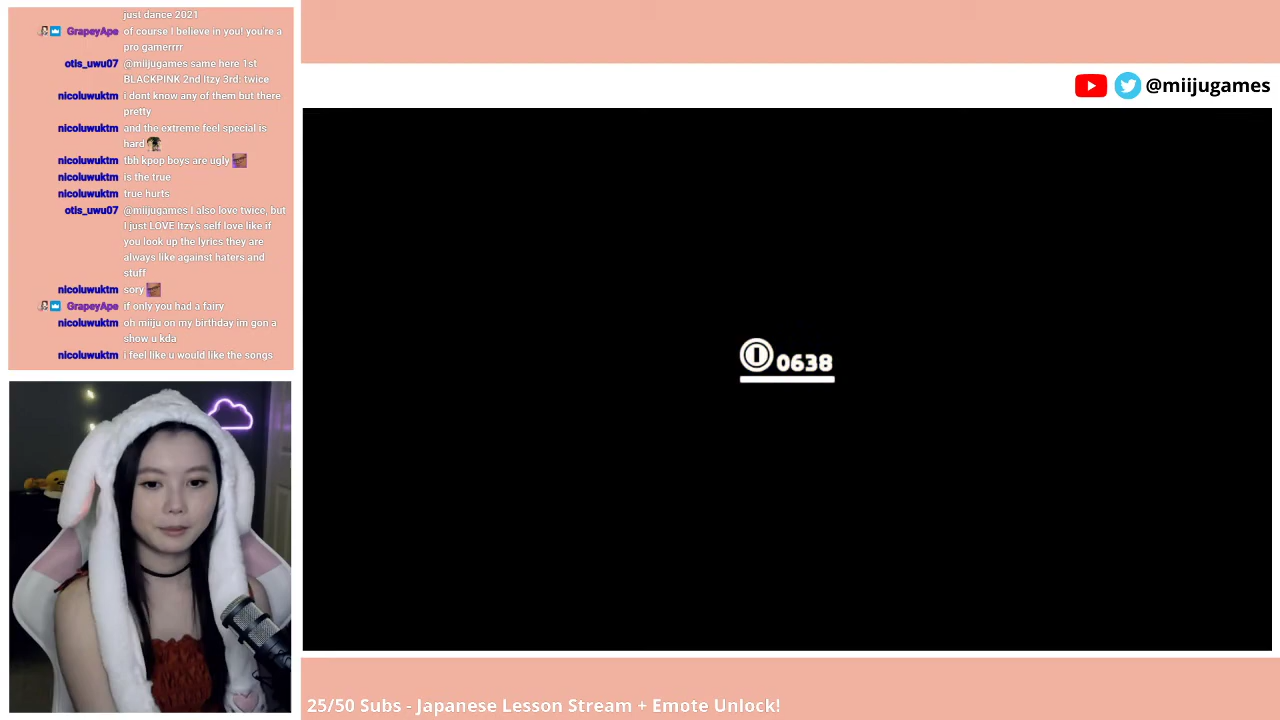 just dance 2021
GrapeyApe of course I believe in you! you're a
pro gamerrrr
otis_uwu07 @miijugames same here 1st
BLACKPINK 2nd Itzy 3rd: twice
nicoluwuktm i dont know any of them but there
pretty
nicoluwuktm and the extreme feel special is
hard
nicoluwuktm tbh kpop boys are ugly
nicoluwuktm is the true
nicoluwuktm true hurts
otis_uwu07 @miijugames I also love twice, but
I just LOVE Itzy's self love like if
you look up the lyrics they are
always like against haters and
stuff
nicoluwuktm sory
GrapeyApe if only you had a fairy
nicoluwuktm oh miiju on my birthday im gon a
show u kda
nicoluwuktm i feel like u would like the songs
@miijugames
0638
25/50 Subs - Japanese Lesson Stream + Emote Unlock!